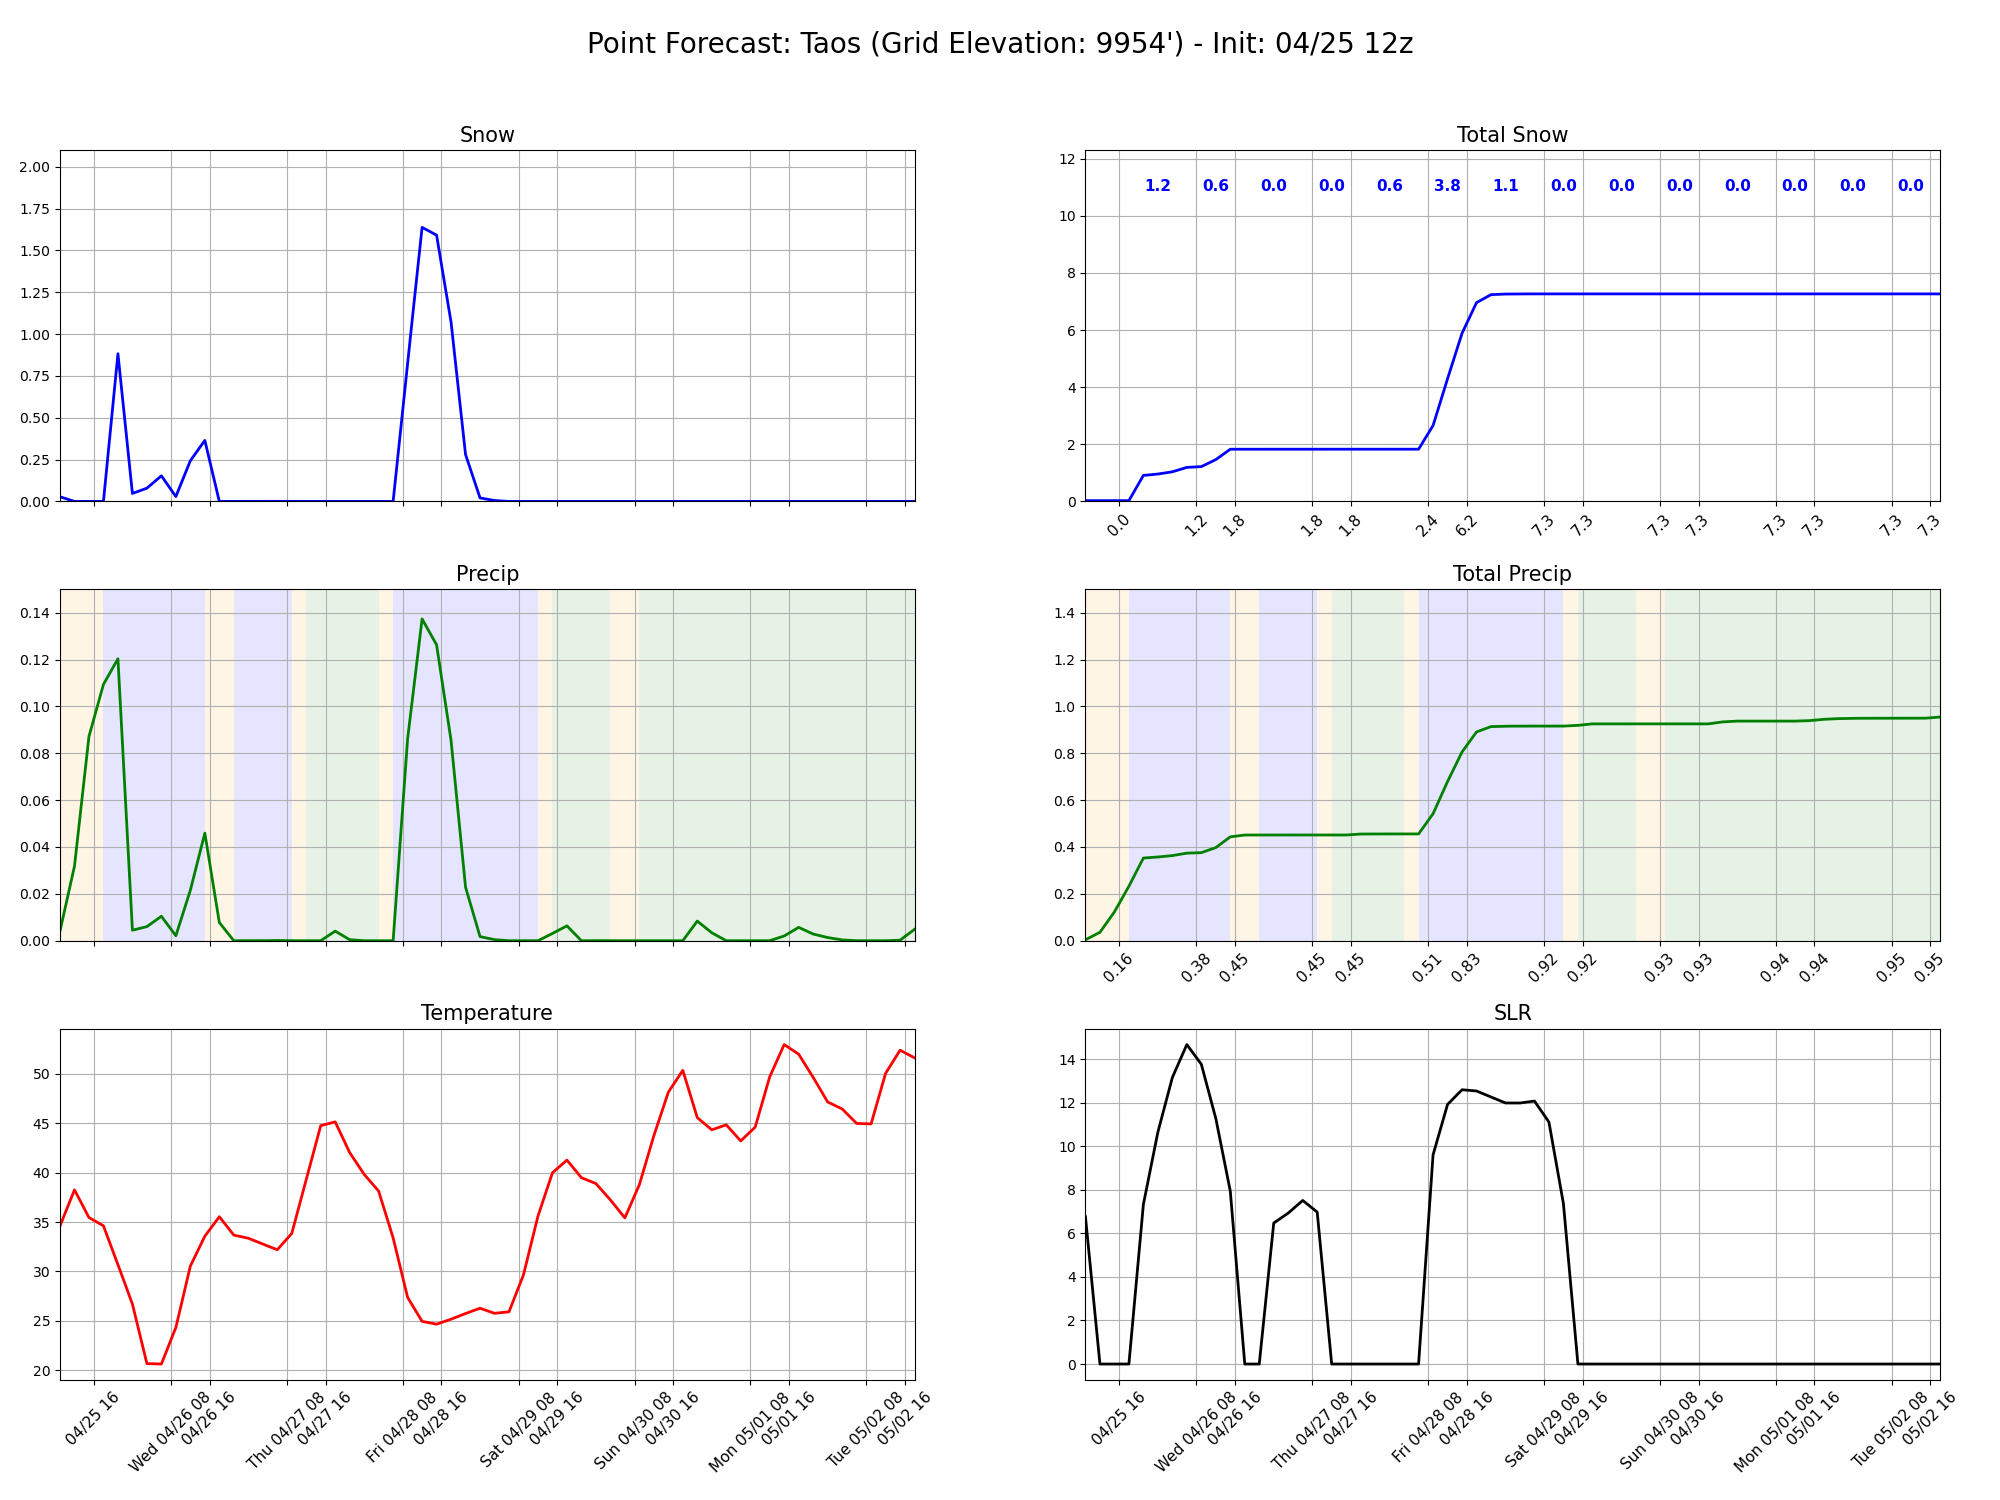 Point Forecast: Taos (Grid Elevation: 9954') - Init: 04/25 12z
Snow
2.00
1.75
1.50
1.25
1.00
0.75
0.50
0.25
0.00
Total Snow
1.2 0.6 0.0 0.0 0.6 3.8 1.1 0.0 0.0 0.0 0.0 0.0 0.0 0.0
12
10
8
6
4
2
0
0.0 1.2 1.8 1.8 1.8 2.4 6.2 7.3 7.3 7.3 7.3 7.3 7.3 7.3 7.3
Precip
0.14
0.12
0.10
0.08
0.06
0.04
0.02
0.00
Total Precip
1.4
1.2
1.0
0.8
0.6
0.4
0.2
0.0
0.16 0.38 0.45 0.45 0.45 0.51 0.83 0.92 0.92 0.93 0.93 0.94 0.94 0.95 0.95
Temperature
50
45
40
35
30
25
20
04/25 16
Wed 04/26 08
04/26 16
Thu 04/27 08
04/27 16
Fri 04/28 08
04/28 16
Sat 04/29 08
04/29 16
Sun 04/30 08
04/30 16
Mon 05/01 08
05/01 16
Tue 05/02 08
05/02 16
SLR
14
12
10
8
6
4
2
0
04/25 16
Wed 04/26 08
04/26 16
Thu 04/27 08
04/27 16
Fri 04/28 08
04/28 16
Sat 04/29 08
04/29 16
Sun 04/30 08
04/30 16
Mon 05/01 08
05/01 16
Tue 05/02 08
05/02 16